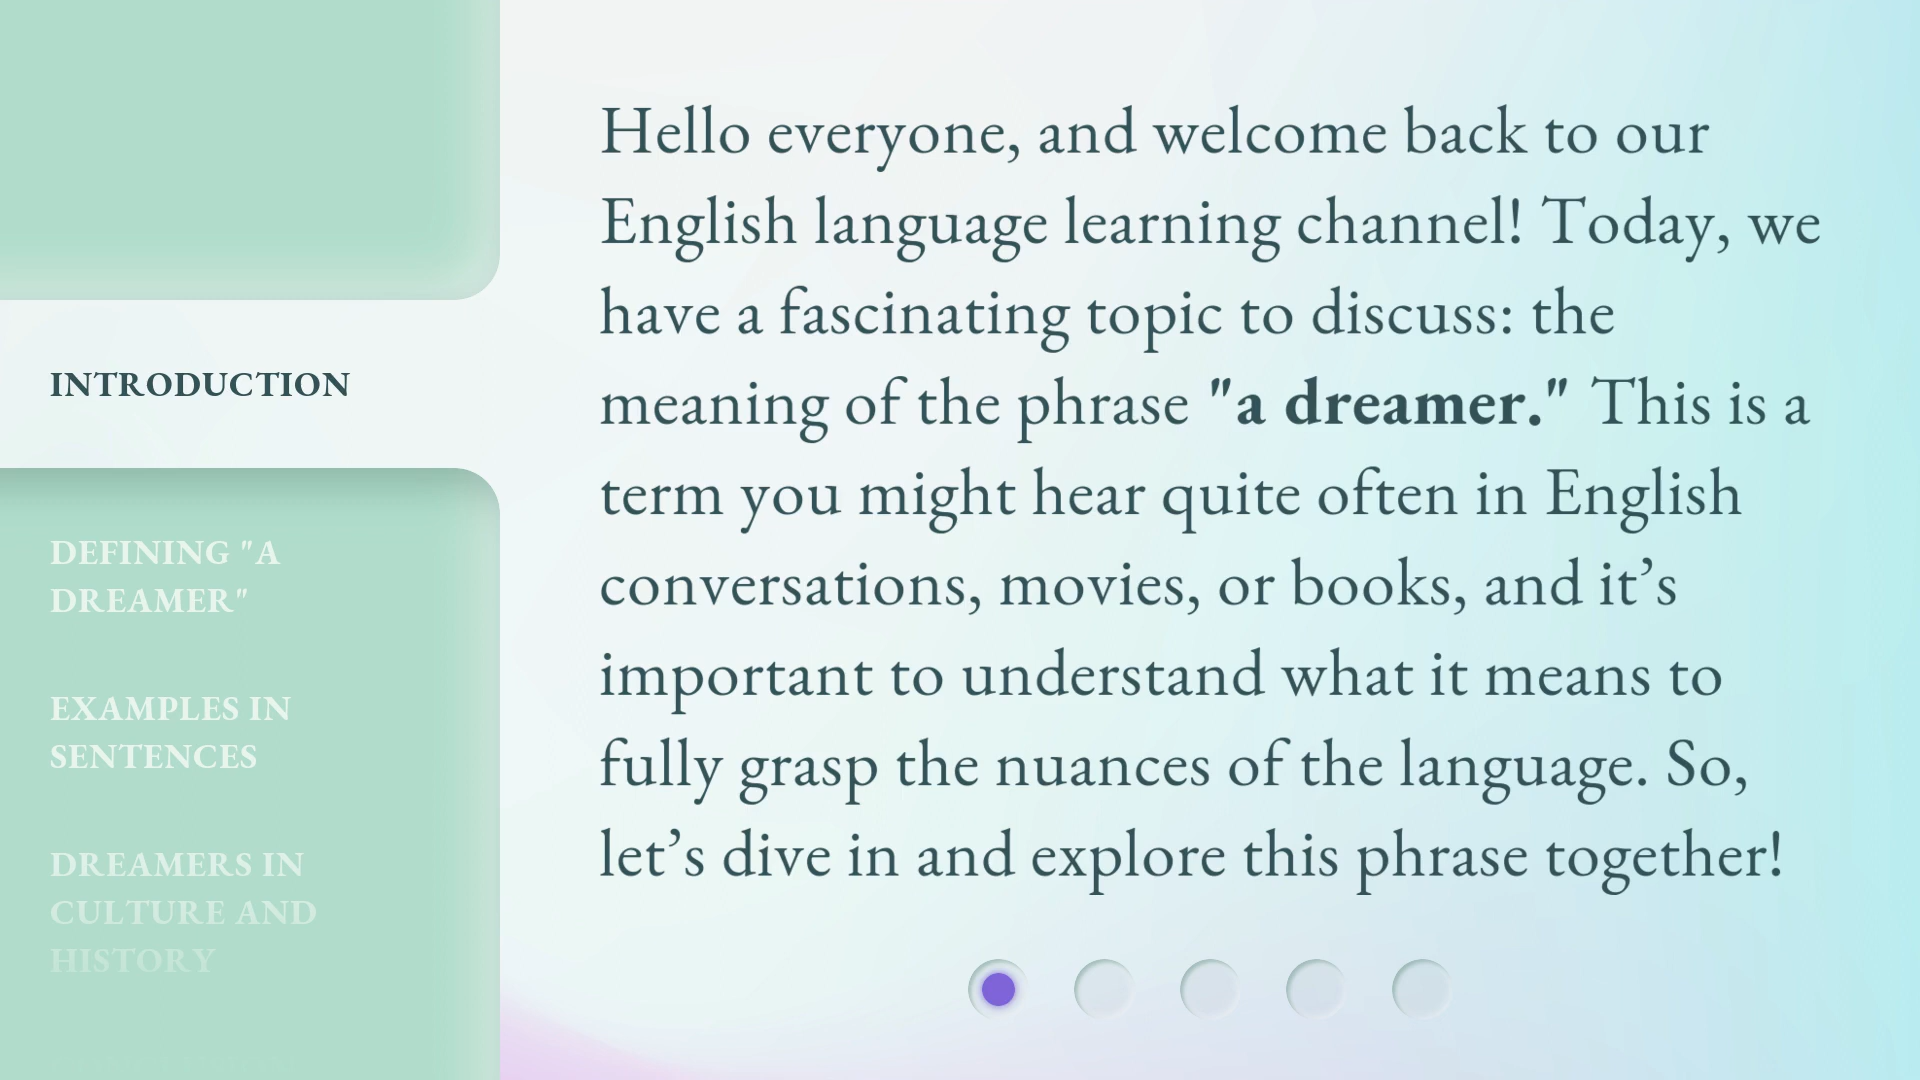 INTRODUCTION
DEFINING "A
DREAMER"
EXAMPLES IN
SENTENCES
DREAMERS IN
CULTURE AND
HISTORY
Hello everyone, and welcome back to our
English language learning channel! Today, we
have a fascinating topic to discuss: the
meaning of the phrase "a dreamer." This is a
term you might hear quite often in English
conversations, movies, or books, and it’s
important to understand what it means to
fully grasp the nuances of the language. So,
let’s dive in and explore this phrase together!